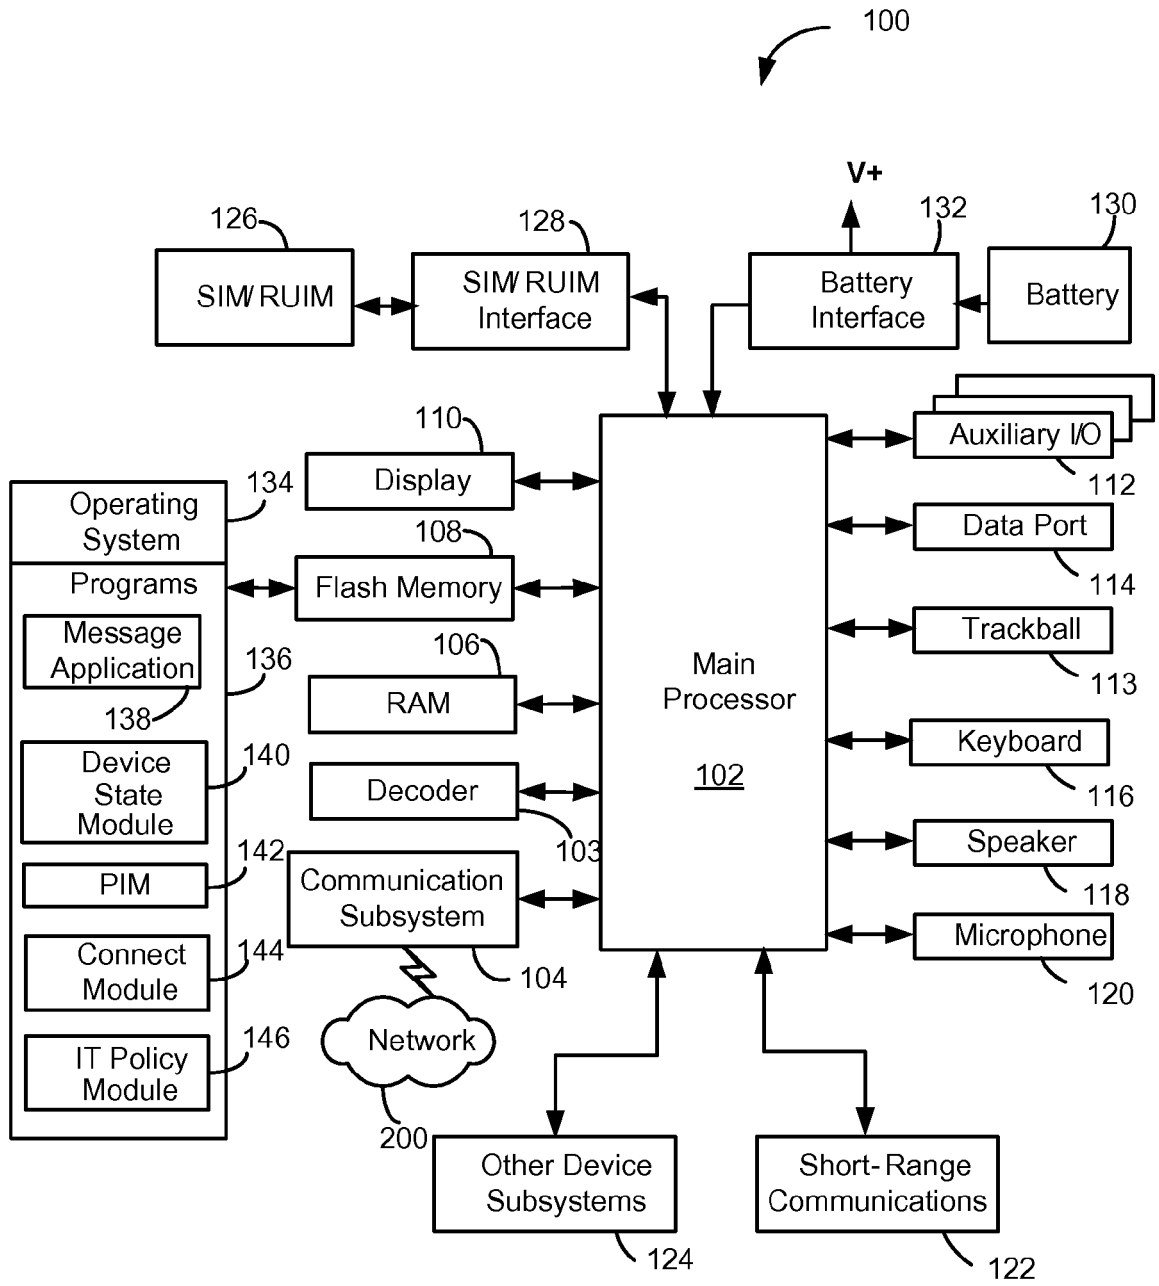 100
V+
126
128
132
130
SIM/RUIM
SIM/RUIM
Interface
Battery
Interface
Battery
110
Display
Auxiliary I/O
112
134
Operating
System
108
Flash Memory
Data Port
114
Programs
Message
Application
138
136
106
RAM
Trackball
113
Main
Processor
102
140
Device
State
Module
Decoder
103
Keyboard
116
142
PIM
Communication
Subsystem
104
Speaker
118
144
Connect
Module
Microphone
120
146
IT Policy
Module
Network
200
Other Device
Subsystems
124
Short-Range
Communications
122